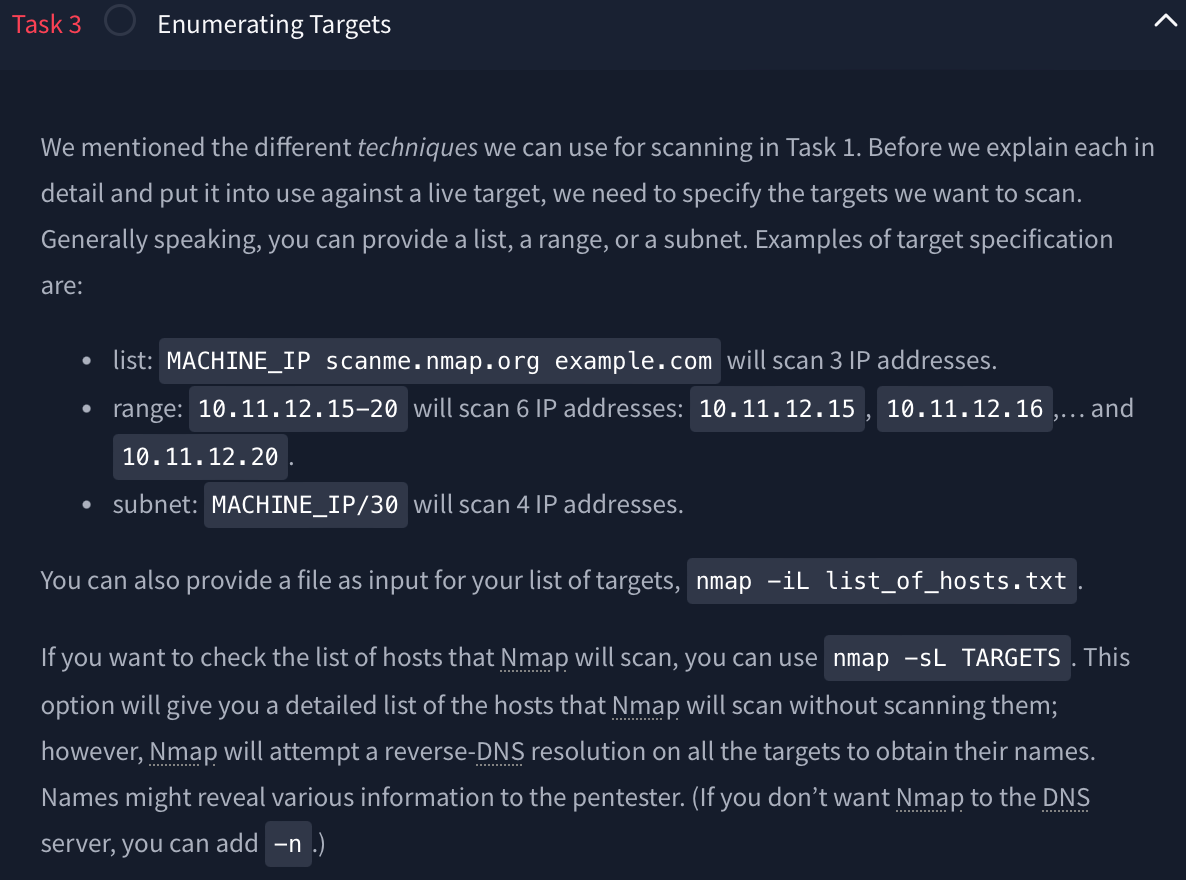 Task 3 Enumerating Targets
We mentioned the different techniques we can use for scanning in Task 1. Before we explain each in
detail and put it into use against a live target, we need to specify the targets we want to scan.
Generally speaking, you can provide a list, a range, or a subnet. Examples of target specification
are:
• list: MACHINE_IP scanme.nmap.org example.com will scan 3 IP addresses.
• range: 10.11.12.15-20 will scan 6 IP addresses: 10.11.12.15 , 10.11.12.16 ,… and
10.11.12.20 .
• subnet: MACHINE_IP/30 will scan 4 IP addresses.
You can also provide a file as input for your list of targets, nmap -iL list_of_hosts.txt .
If you want to check the list of hosts that Nmap will scan, you can use nmap -sL TARGETS . This
option will give you a detailed list of the hosts that Nmap will scan without scanning them;
however, Nmap will attempt a reverse-DNS resolution on all the targets to obtain their names.
Names might reveal various information to the pentester. (If you don’t want Nmap to the DNS
server, you can add -n .)